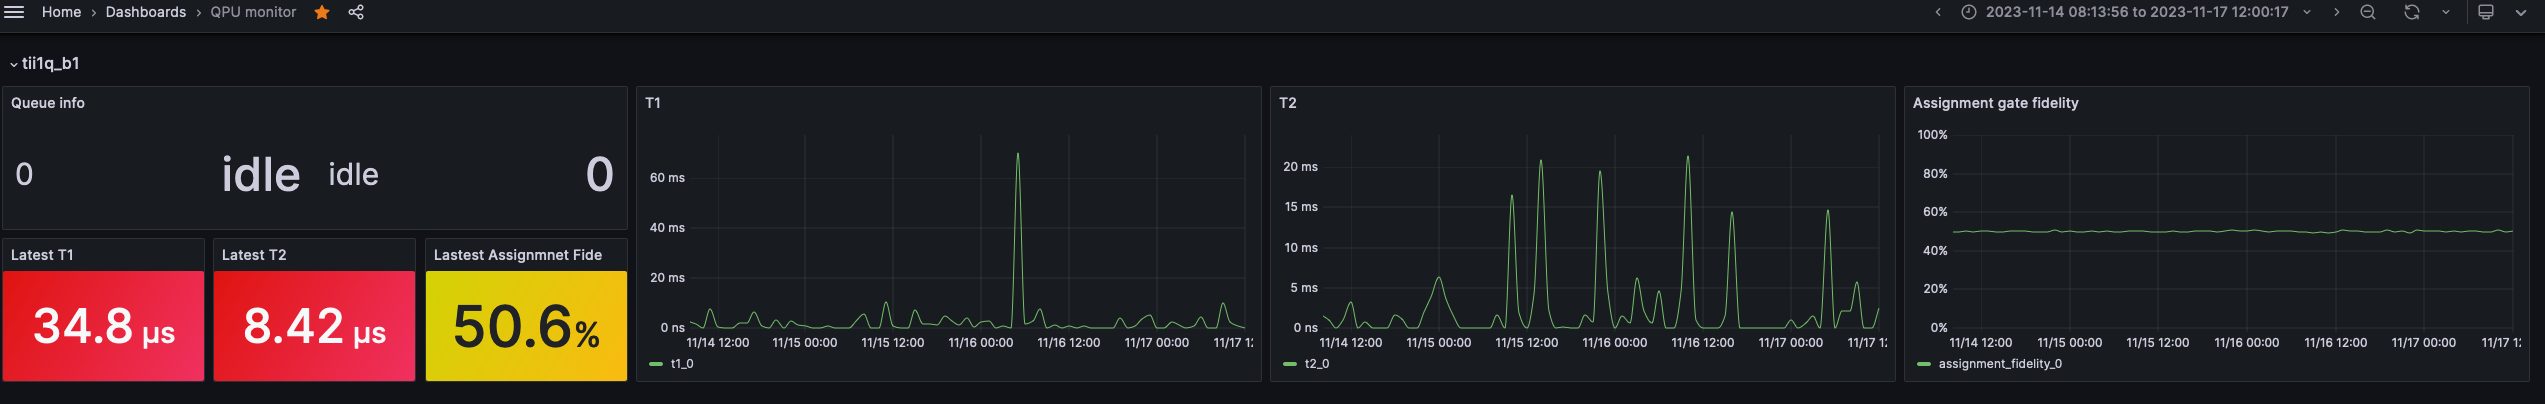 Home › Dashboards › QPU monitor
2023-11-14 08:13:56 to 2023-11-17 12:00:17
tii1q_b1
Queue info
0 idle idle 0
Latest T1
34.8 µs
Latest T2
8.42 µs
Lastest Assignmnet Fide
50.6%
T1
60 ms
40 ms
20 ms
0 ns
11/14 12:00 11/15 00:00 11/15 12:00 11/16 00:00 11/16 12:00 11/17 00:00 11/17 1
t1_0
T2
20 ms
15 ms
10 ms
5 ms
0 ns
11/14 12:00 11/15 00:00 11/15 12:00 11/16 00:00 11/16 12:00 11/17 00:00 11/17 1
t2_0
Assignment gate fidelity
100%
80%
60%
40%
20%
0%
11/14 12:00 11/15 00:00 11/15 12:00 11/16 00:00 11/16 12:00 11/17 00:00 11/17 1
assignment_fidelity_0